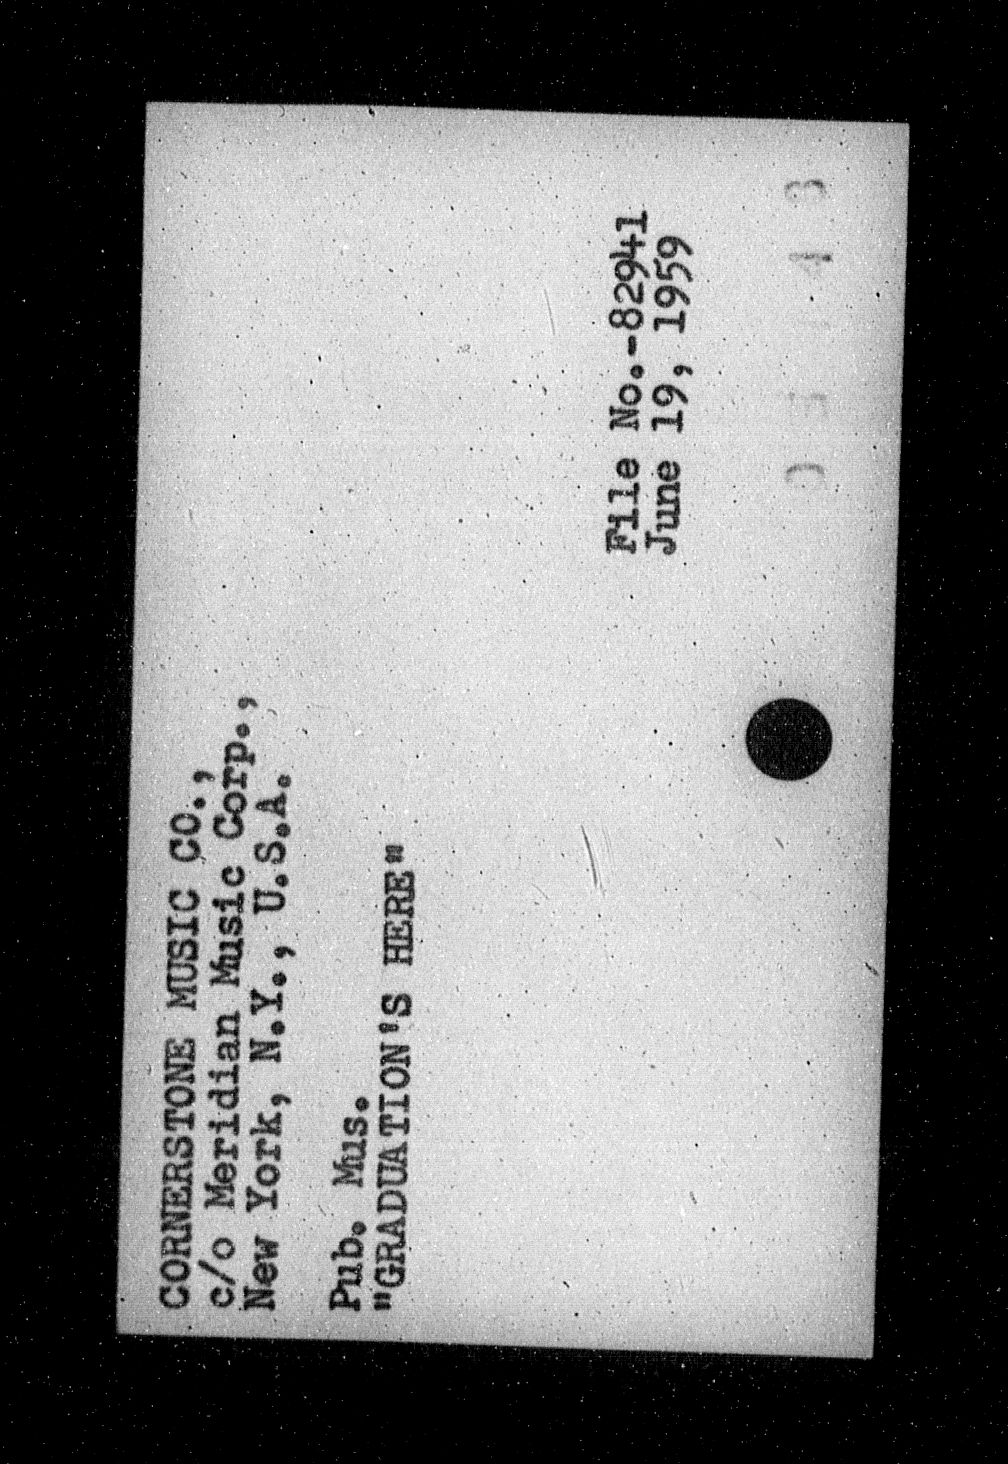 CORNERSTONE MUSIC CO.,
c/o Meridian Music Corp.,
New York, N.Y., U.S.A.
Pub. Mus.
"GRADUATION'S HERE"
File No.-82941
June 19, 1959